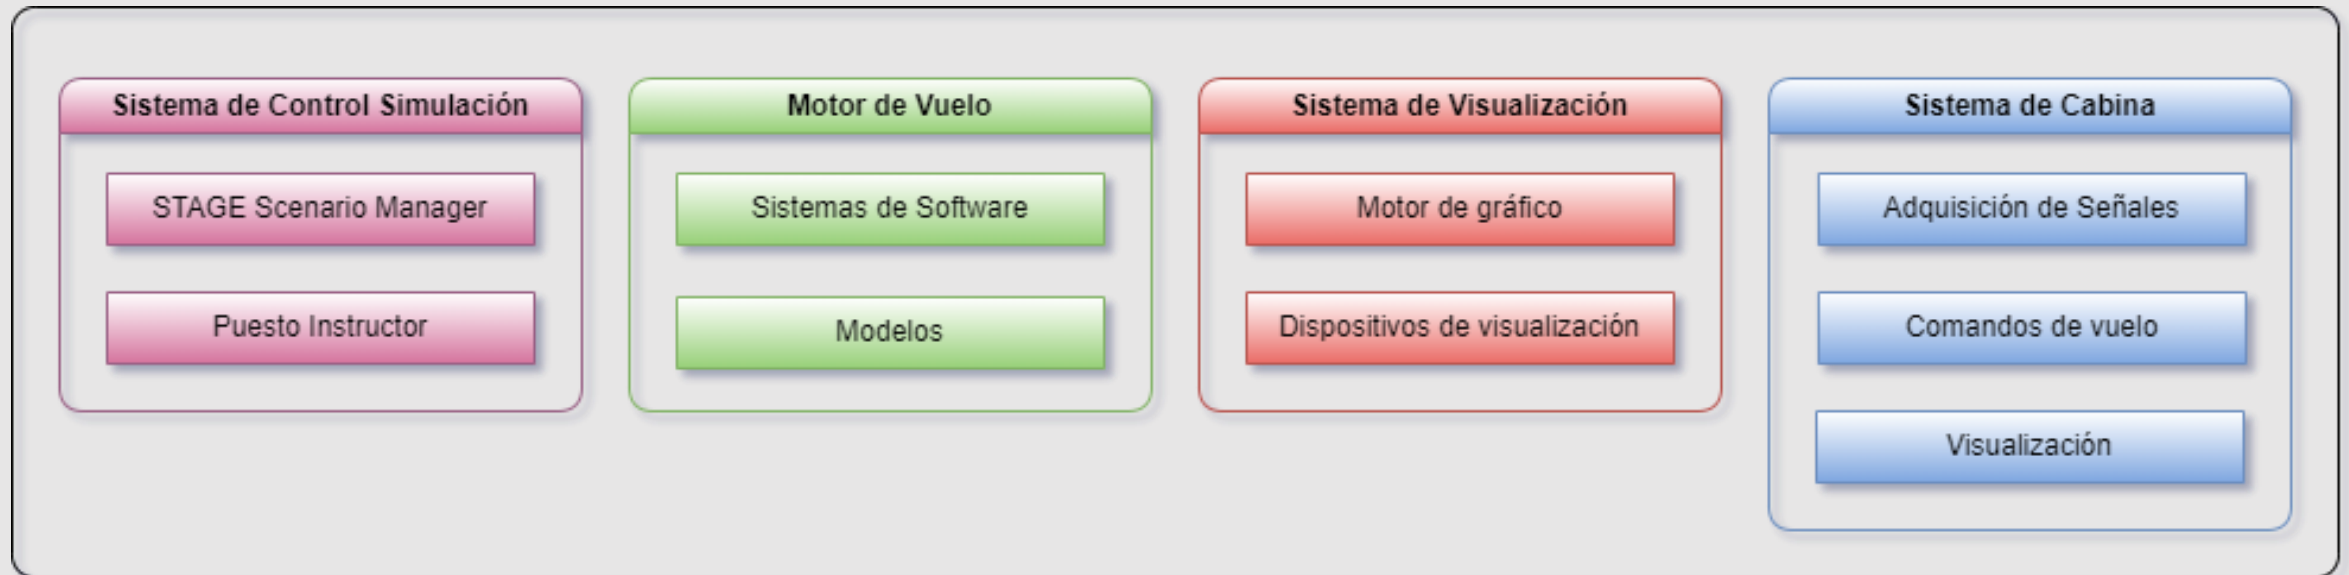 Sistema de Control Simulación
STAGE Scenario Manager
Puesto Instructor
Motor de Vuelo
Sistemas de Software
Modelos
Sistema de Visualización
Motor de gráfico
Dispositivos de visualización
Sistema de Cabina
Adquisición de Señales
Comandos de vuelo
Visualización